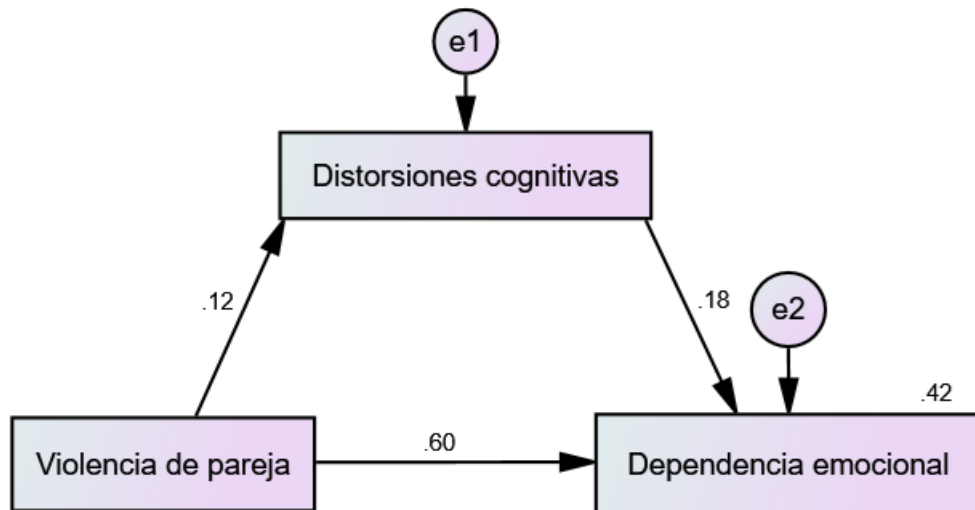 e1
Distorsiones cognitivas
.12
.18
e2
.42
Violencia de pareja
.60
Dependencia emocional